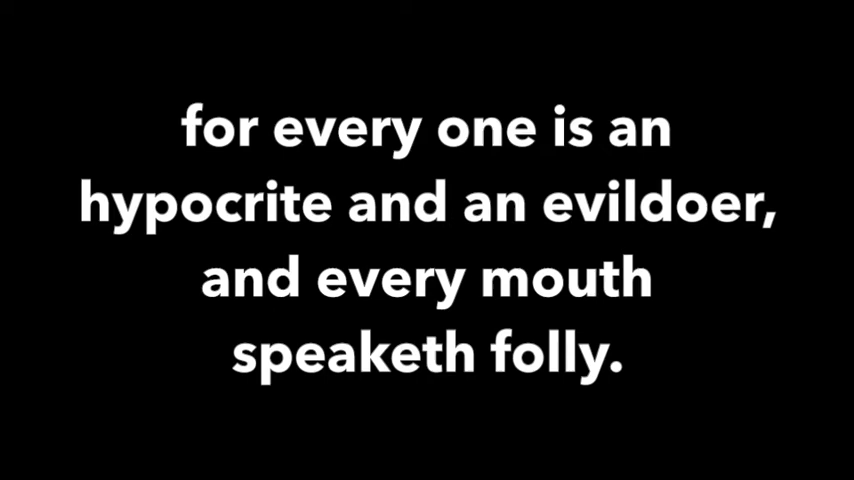 for every one is an
hypocrite and an evildoer,
and every mouth
speaketh folly.